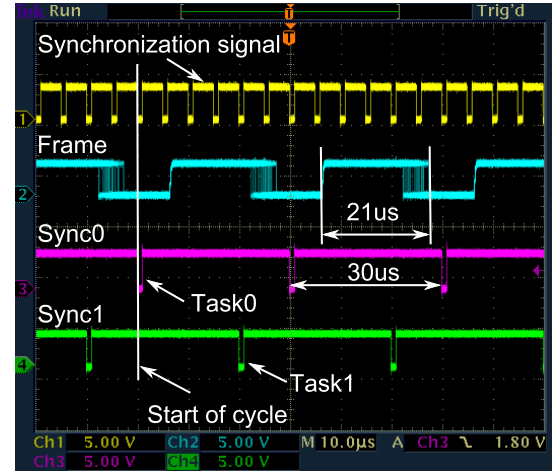 Tek Run Trig'd
T
T
Synchronization signal
1
Frame
2
21us
Sync0
30us
3
Task0
Sync1
4
Task1
Start of cycle
Ch1 5.00 V Ch2 5.00 V M 10.0µs A Ch3 1.80 V
Ch3 5.00 V Ch4 5.00 V